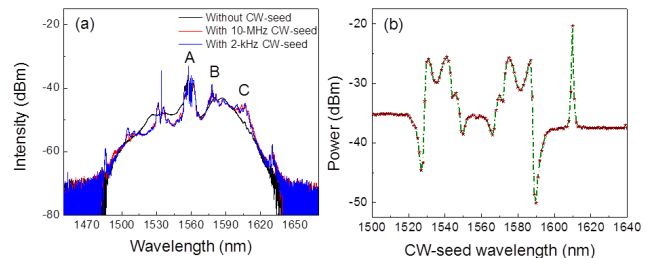 (a)
Without CW-seed
With 10-MHz CW-seed
With 2-kHz CW-seed
A
B
C
Intensity (dBm)
-20
-40
-60
-80
1470 1500 1530 1560 1590 1620 1650
Wavelength (nm)
(b)
Power (dBm)
-20
-30
-40
-50
1500 1520 1540 1560 1580 1600 1620 1640
CW-seed wavelength (nm)